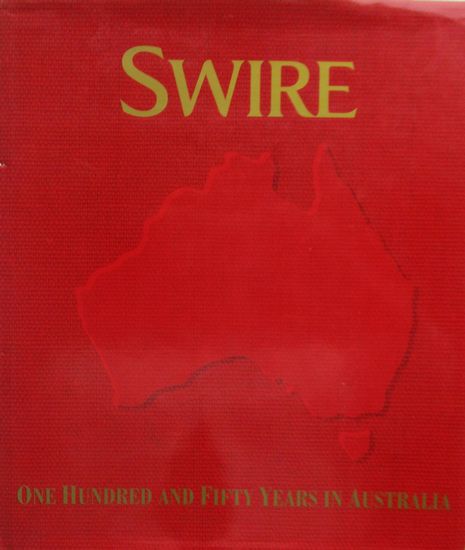 SWIRE
ONE HUNDRED AND FIFTY YEARS IN AUSTRALIA